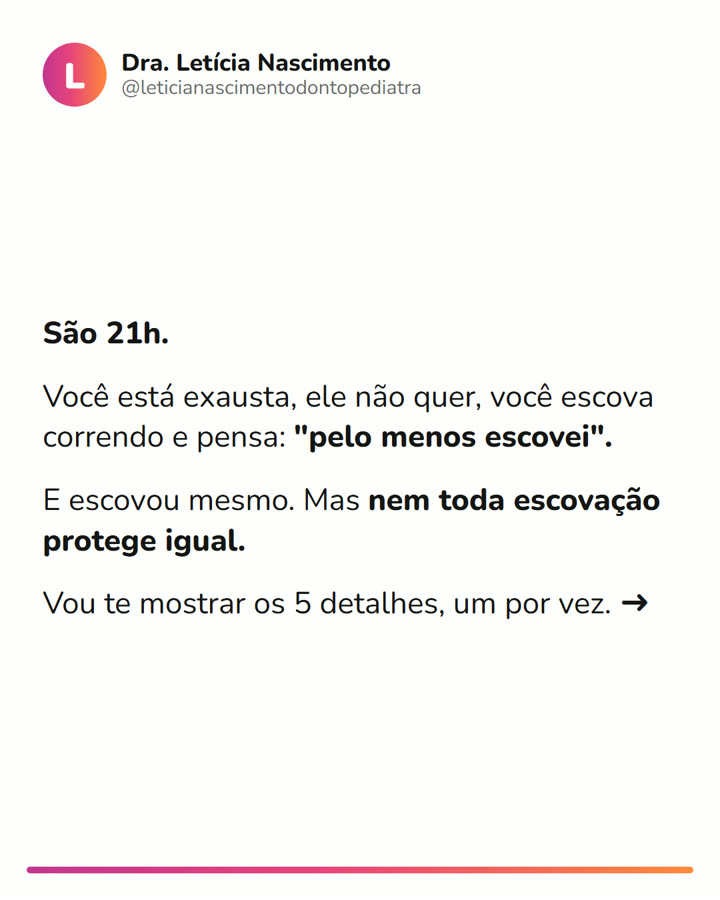 L
Dra. Letícia Nascimento
@leticianascimentodontopediatra
São 21h.
Você está exausta, ele não quer, você escova
correndo e pensa: "pelo menos escovei".
E escovou mesmo. Mas nem toda escovação
protege igual.
Vou te mostrar os 5 detalhes, um por vez. ➜